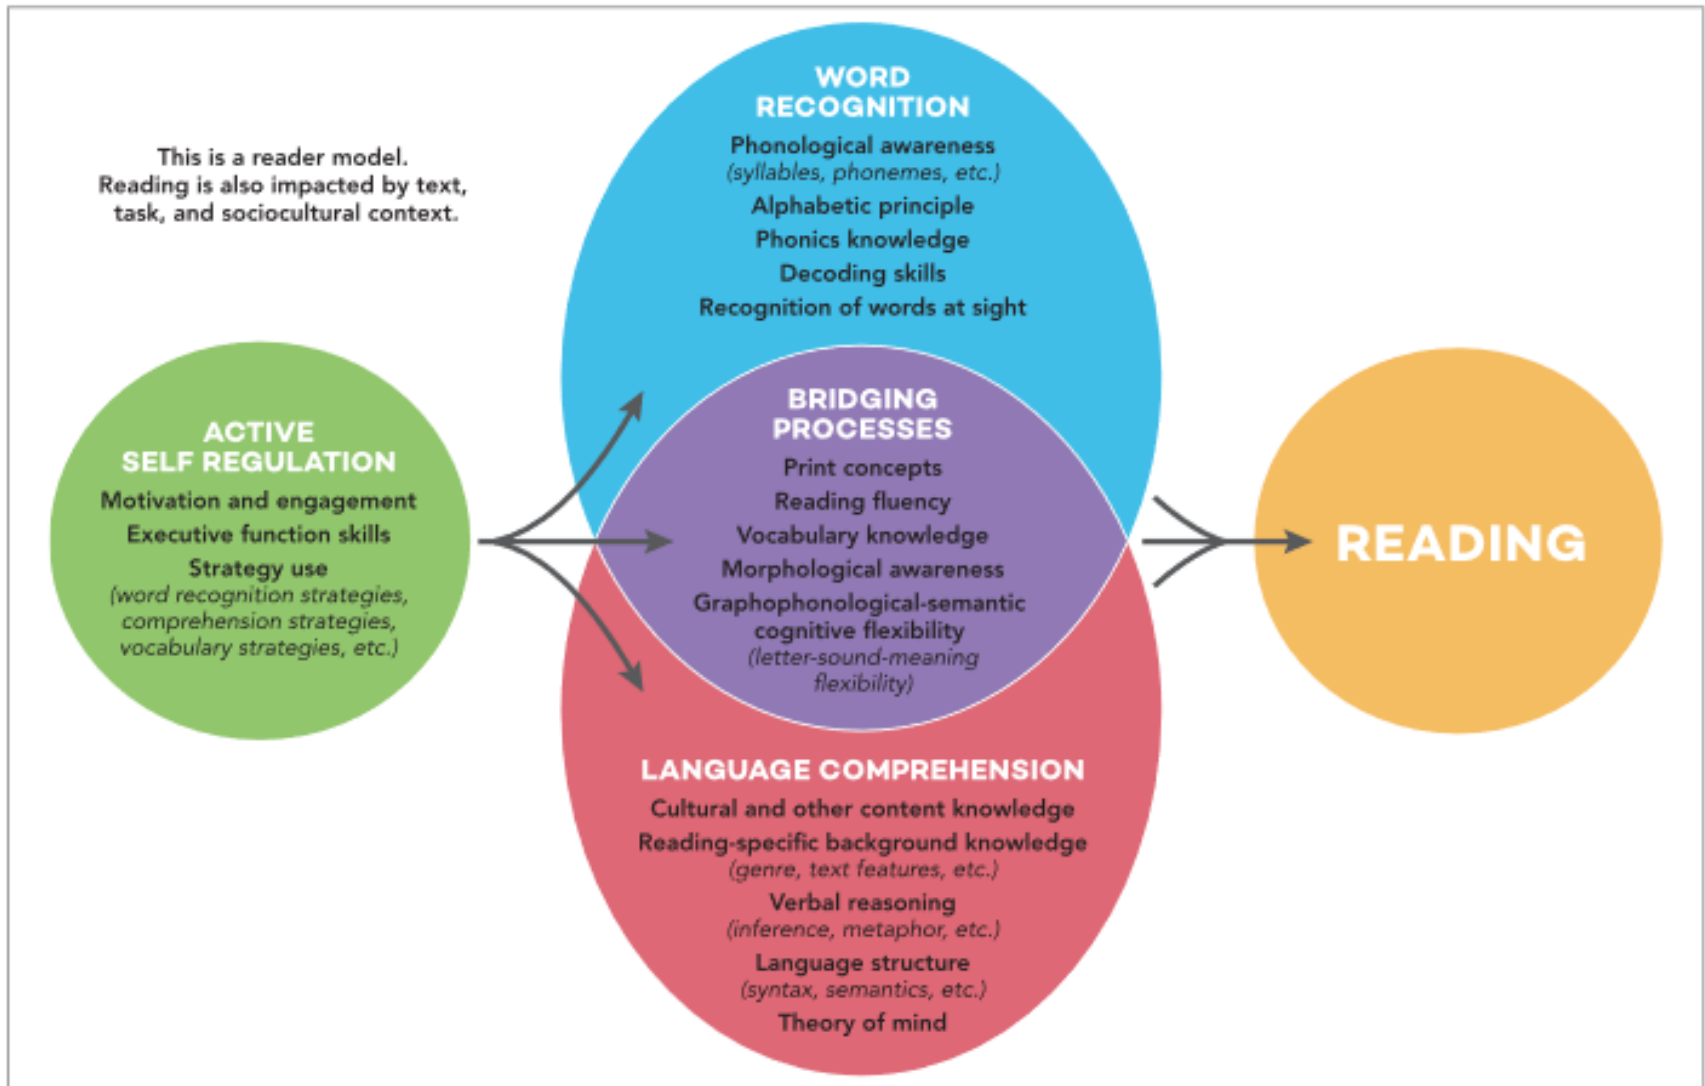 This is a reader model.
Reading is also impacted by text,
task, and sociocultural context.
ACTIVE
SELF REGULATION
Motivation and engagement
Executive function skills
Strategy use
(word recognition strategies,
comprehension strategies,
vocabulary strategies, etc.)
WORD
RECOGNITION
Phonological awareness
(syllables, phonemes, etc.)
Alphabetic principle
Phonics knowledge
Decoding skills
Recognition of words at sight
BRIDGING
PROCESSES
Print concepts
Reading fluency
Vocabulary knowledge
Morphological awareness
Graphophonological-semantic
cognitive flexibility
(letter-sound-meaning
flexibility)
LANGUAGE COMPREHENSION
Cultural and other content knowledge
Reading-specific background knowledge
(genre, text features, etc.)
Verbal reasoning
(inference, metaphor, etc.)
Language structure
(syntax, semantics, etc.)
Theory of mind
READING